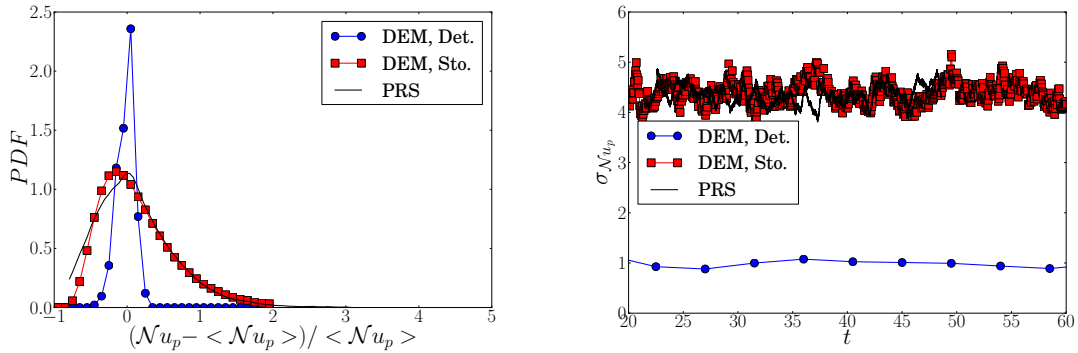 2.5
2.0
1.5
1.0
0.5
0.0
PDF
DEM, Det.
DEM, Sto.
PRS
−1 0 1 2 3 4 5
(𝒩u_p− < 𝒩u_p >)/ < 𝒩u_p >
6
5
4
3
2
1
0
σ_𝒩u_p
DEM, Det.
DEM, Sto.
PRS
20 25 30 35 40 45 50 55 60
t